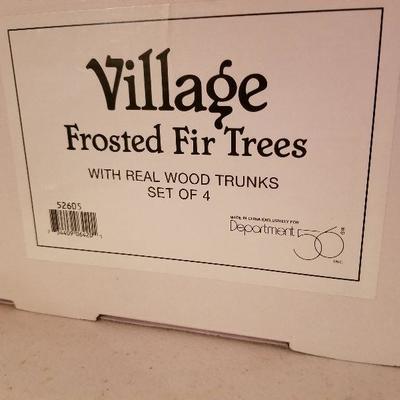 Village
Frosted Fir Trees
WITH REAL WOOD TRUNKS
SET OF 4
52605
MADE IN CHINA EXCLUSIVELY FOR
Department 56
INC.